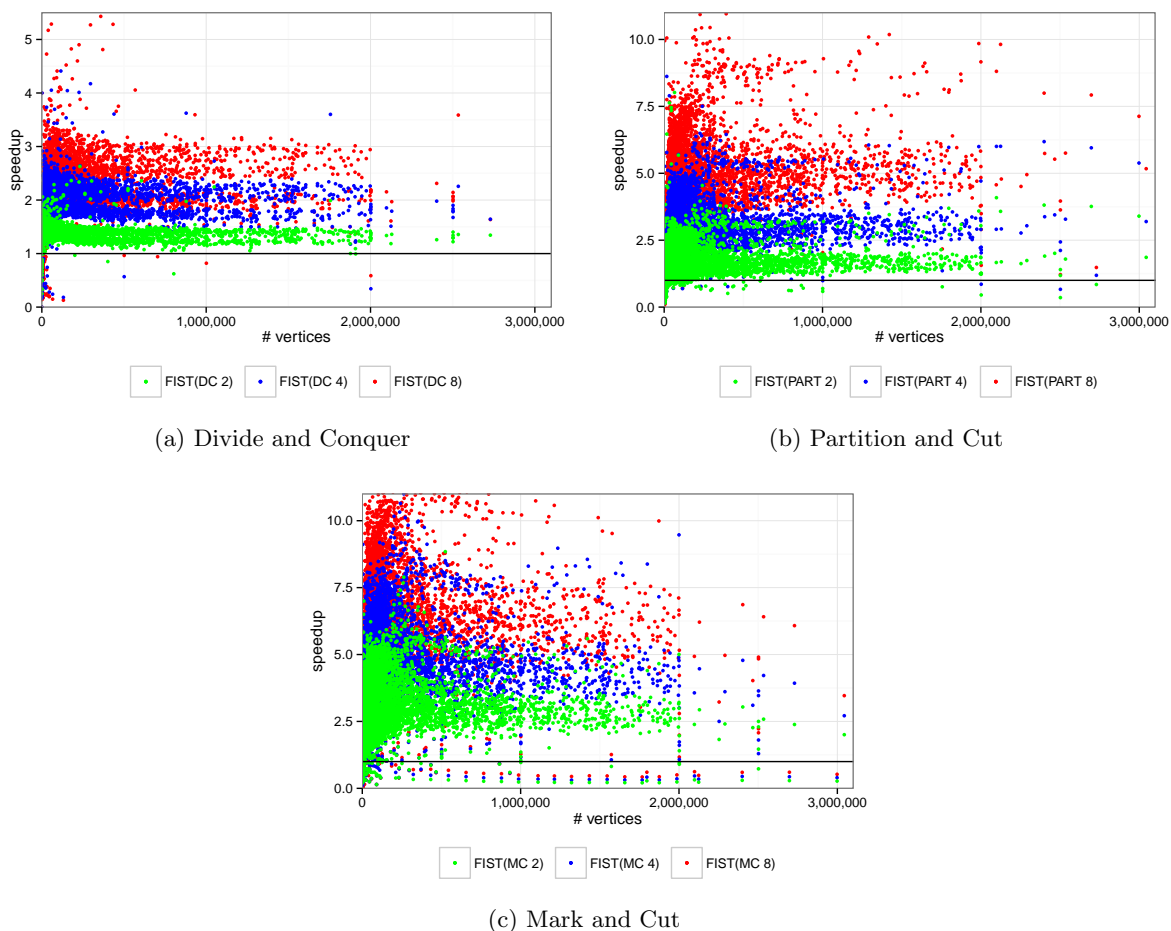 5
4
3
2
1
0
speedup
0
1,000,000
2,000,000
3,000,000
# vertices
FIST(DC 2) FIST(DC 4) FIST(DC 8)
(a) Divide and Conquer
10.0
7.5
5.0
2.5
0.0
speedup
0
1,000,000
2,000,000
3,000,000
# vertices
FIST(PART 2) FIST(PART 4) FIST(PART 8)
(b) Partition and Cut
10.0
7.5
5.0
2.5
0.0
speedup
0
1,000,000
2,000,000
3,000,000
# vertices
FIST(MC 2) FIST(MC 4) FIST(MC 8)
(c) Mark and Cut